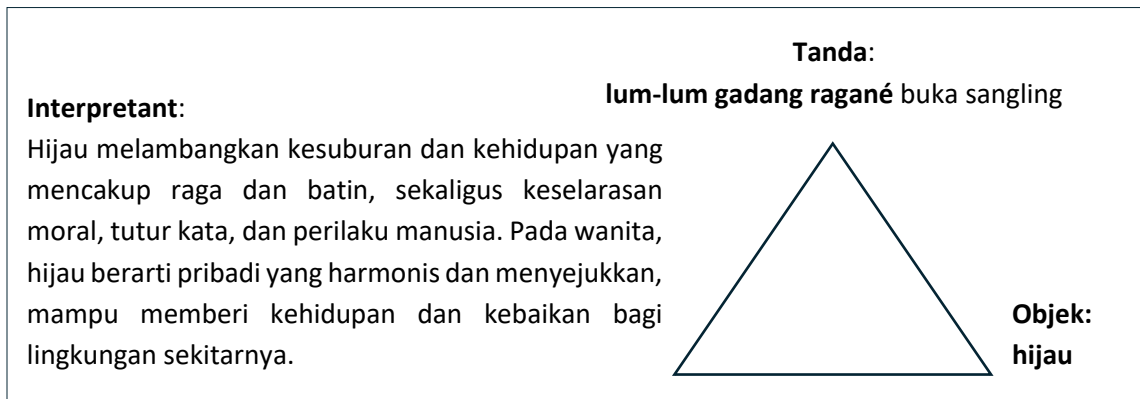 Tanda:
lum-lum gadang ragané buka sangling
Interpretant:
Hijau melambangkan kesuburan dan kehidupan yang
mencakup raga dan batin, sekaligus keselarasan
moral, tutur kata, dan perilaku manusia. Pada wanita,
hijau berarti pribadi yang harmonis dan menyejukkan,
mampu memberi kehidupan dan kebaikan bagi
lingkungan sekitarnya.
Objek:
hijau